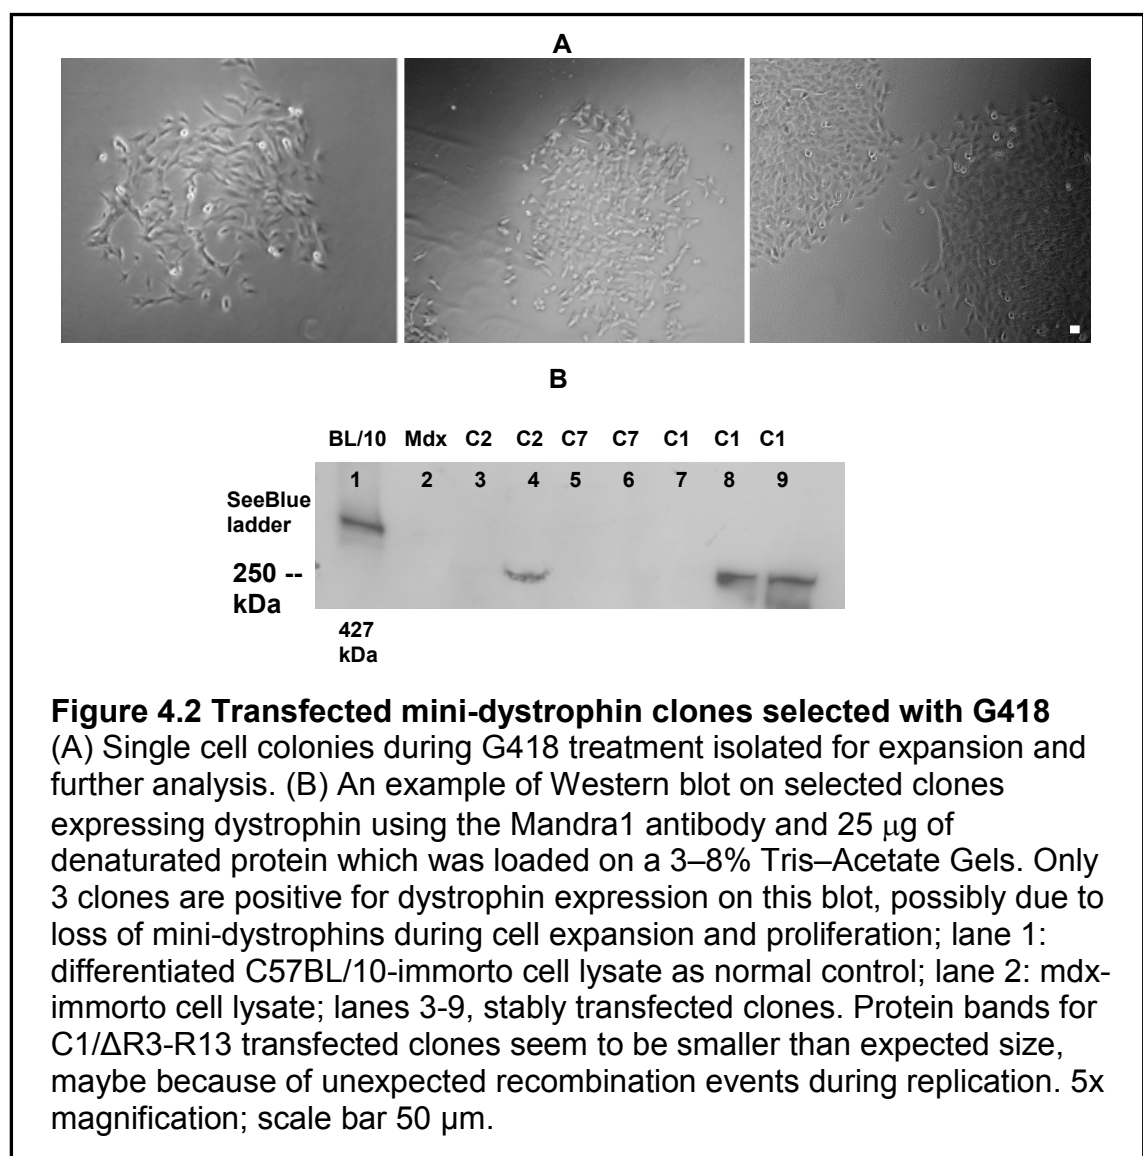 A
B
BL/10 Mdx C2 C2 C7 C7 C1 C1 C1
1 2 3 4 5 6 7 8 9
SeeBlue
ladder
250 --
kDa
427
kDa
Figure 4.2 Transfected mini-dystrophin clones selected with G418
(A) Single cell colonies during G418 treatment isolated for expansion and
further analysis. (B) An example of Western blot on selected clones
expressing dystrophin using the Mandra1 antibody and 25 μg of
denaturated protein which was loaded on a 3–8% Tris–Acetate Gels. Only
3 clones are positive for dystrophin expression on this blot, possibly due to
loss of mini-dystrophins during cell expansion and proliferation; lane 1:
differentiated C57BL/10-immorto cell lysate as normal control; lane 2: mdx-
immorto cell lysate; lanes 3-9, stably transfected clones. Protein bands for
C1/ΔR3-R13 transfected clones seem to be smaller than expected size,
maybe because of unexpected recombination events during replication. 5x
magnification; scale bar 50 μm.